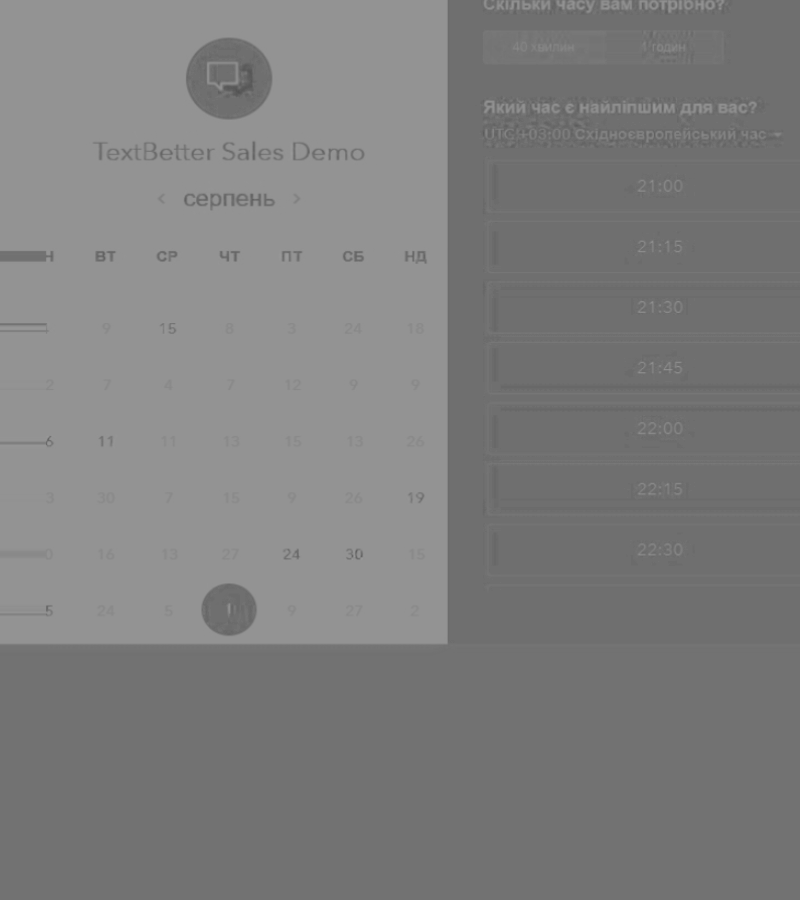 TextBetter Sales Demo
‹ серпень ›
ВТ СР ЧТ ПТ СБ НД
9 15 8 3 24 18
2 7 4 7 12 9 9
6 11 11 13 15 13 26
3 30 7 15 9 26 19
0 16 13 27 24 30 15
5 24 5 9 27 2
Скільки часу вам потрібно?
40 хвилин 1 годин
Який час є найліпшим для вас?
UTC+03:00 Східноєвропейський час
21:00
21:15
21:30
21:45
22:00
22:15
22:30